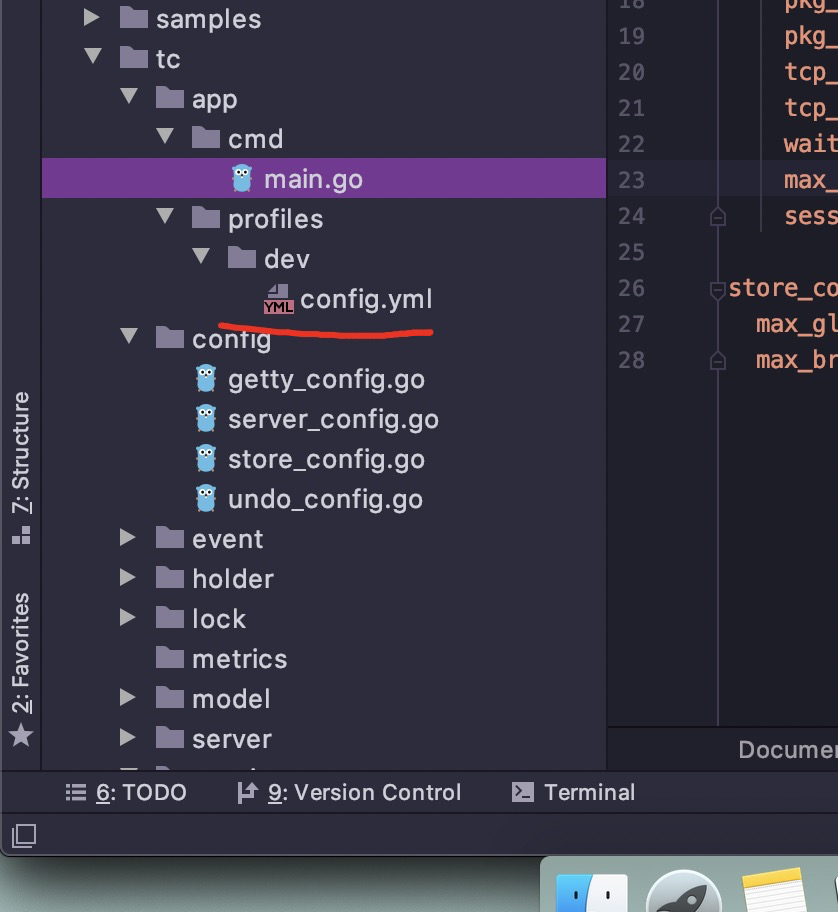 samples
tc
app
cmd
main.go
profiles
dev
YML config.yml
config
getty_config.go
server_config.go
store_config.go
undo_config.go
event
holder
lock
metrics
model
server
18
19
20
21
22
23
24
25
26
27
28
pkg_
pkg_
tcp_
tcp_
wait
max_
sess
store_co
max_gl
max_br
7: Structure
2: Favorites
Documen
6: TODO
9: Version Control
Terminal